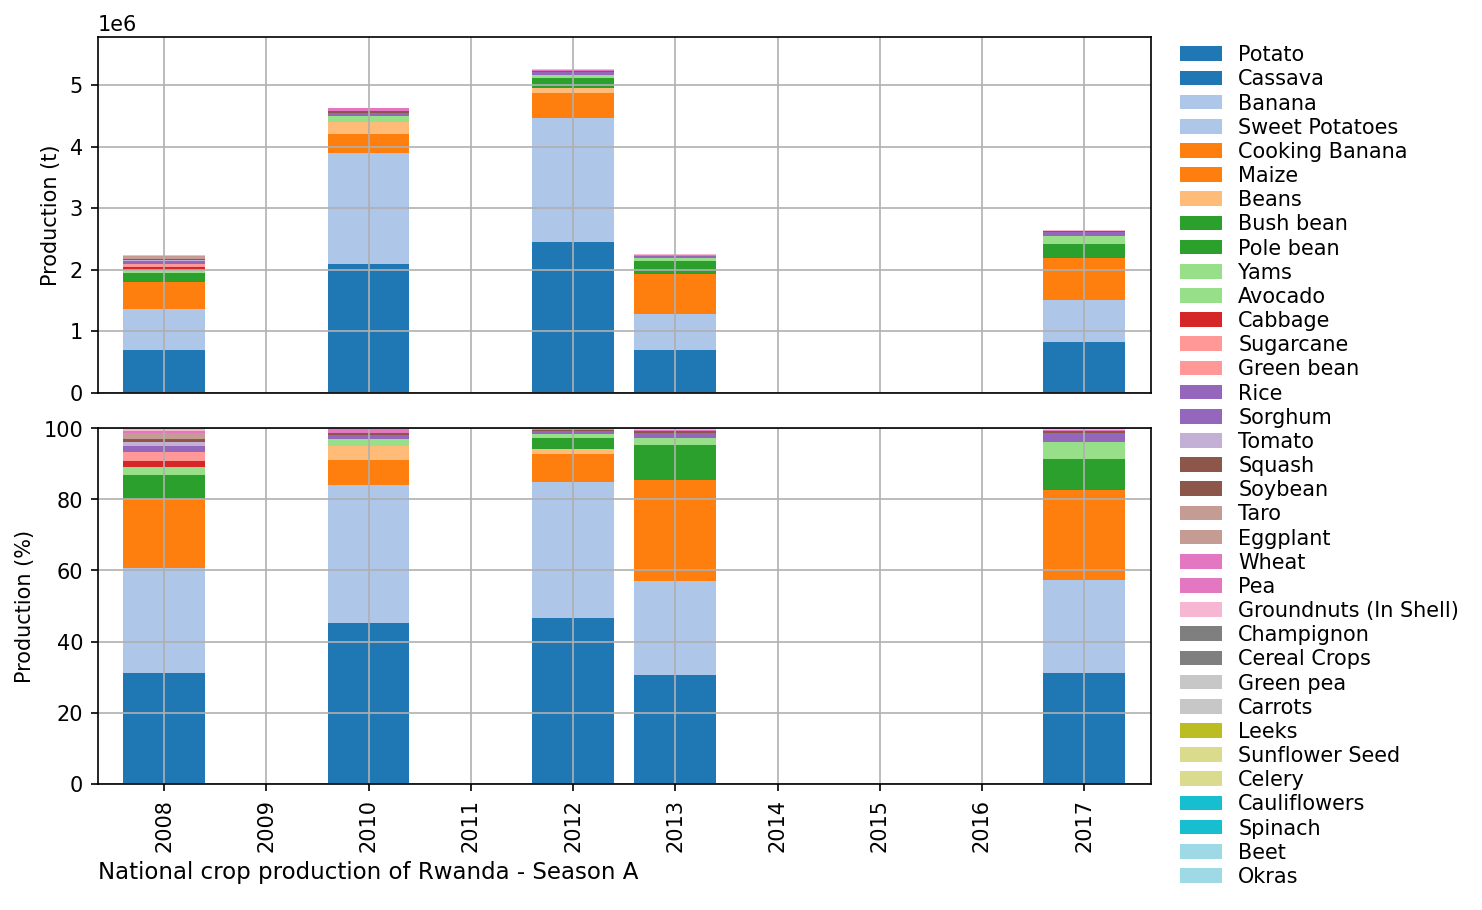 1e6
Production (t)
5
4
3
2
1
0
Production (%)
100
80
60
40
20
0
2008
2009
2010
2011
2012
2013
2014
2015
2016
2017
National crop production of Rwanda - Season A
Potato
Cassava
Banana
Sweet Potatoes
Cooking Banana
Maize
Beans
Bush bean
Pole bean
Yams
Avocado
Cabbage
Sugarcane
Green bean
Rice
Sorghum
Tomato
Squash
Soybean
Taro
Eggplant
Wheat
Pea
Groundnuts (In Shell)
Champignon
Cereal Crops
Green pea
Carrots
Leeks
Sunflower Seed
Celery
Cauliflowers
Spinach
Beet
Okras